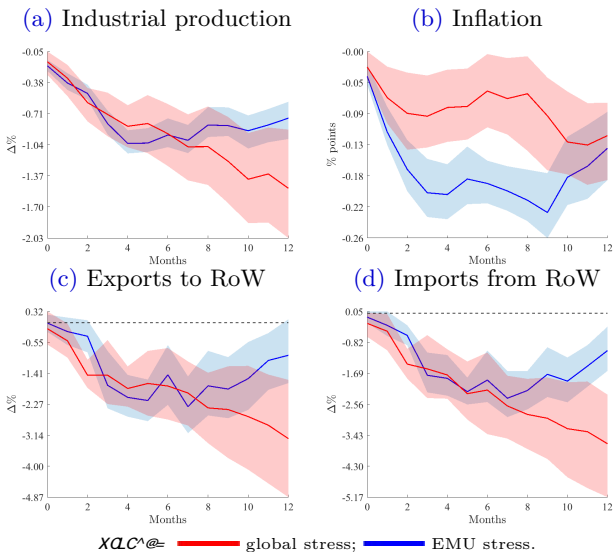 (a) Industrial production
(b) Inflation
-0.05
-0.38
-0.71
-1.04
-1.37
-1.70
-2.03
Δ%
0 2 4 6 8 10 12
Months
-0.00
-0.05
-0.09
-0.13
-0.18
-0.22
-0.26
% points
0 2 4 6 8 10 12
Months
(c) Exports to RoW
(d) Imports from RoW
0.32
-0.55
-1.41
-2.27
-3.14
-4.00
-4.87
Δ%
0 2 4 6 8 10 12
Months
0.05
-0.82
-1.69
-2.56
-3.43
-4.30
-5.17
Δ%
0 2 4 6 8 10 12
Months
global stress; EMU stress.